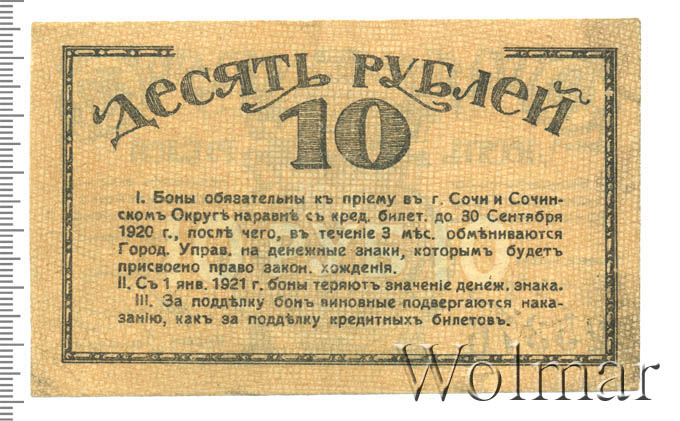 ДЕСЯТЬ РУБЛЕЙ
10
I. Боны обязательны къ пріему въ г. Сочи и Сочин-
скомъ Округѣ наравнѣ съ кред. билет. до 30 Сентября
1920 г., послѣ чего, въ теченіе 3 мѣс. обмѣниваются
Город. Управ. на денежные знаки, которымъ будетъ
присвоено право закон. хожденія.
II. Съ 1 янв. 1921 г. боны теряютъ значеніе денеж. знака.
III. За поддѣлку бонъ виновные подвергаются нака-
занію, какъ за поддѣлку кредитныхъ билетовъ.
Wolmar